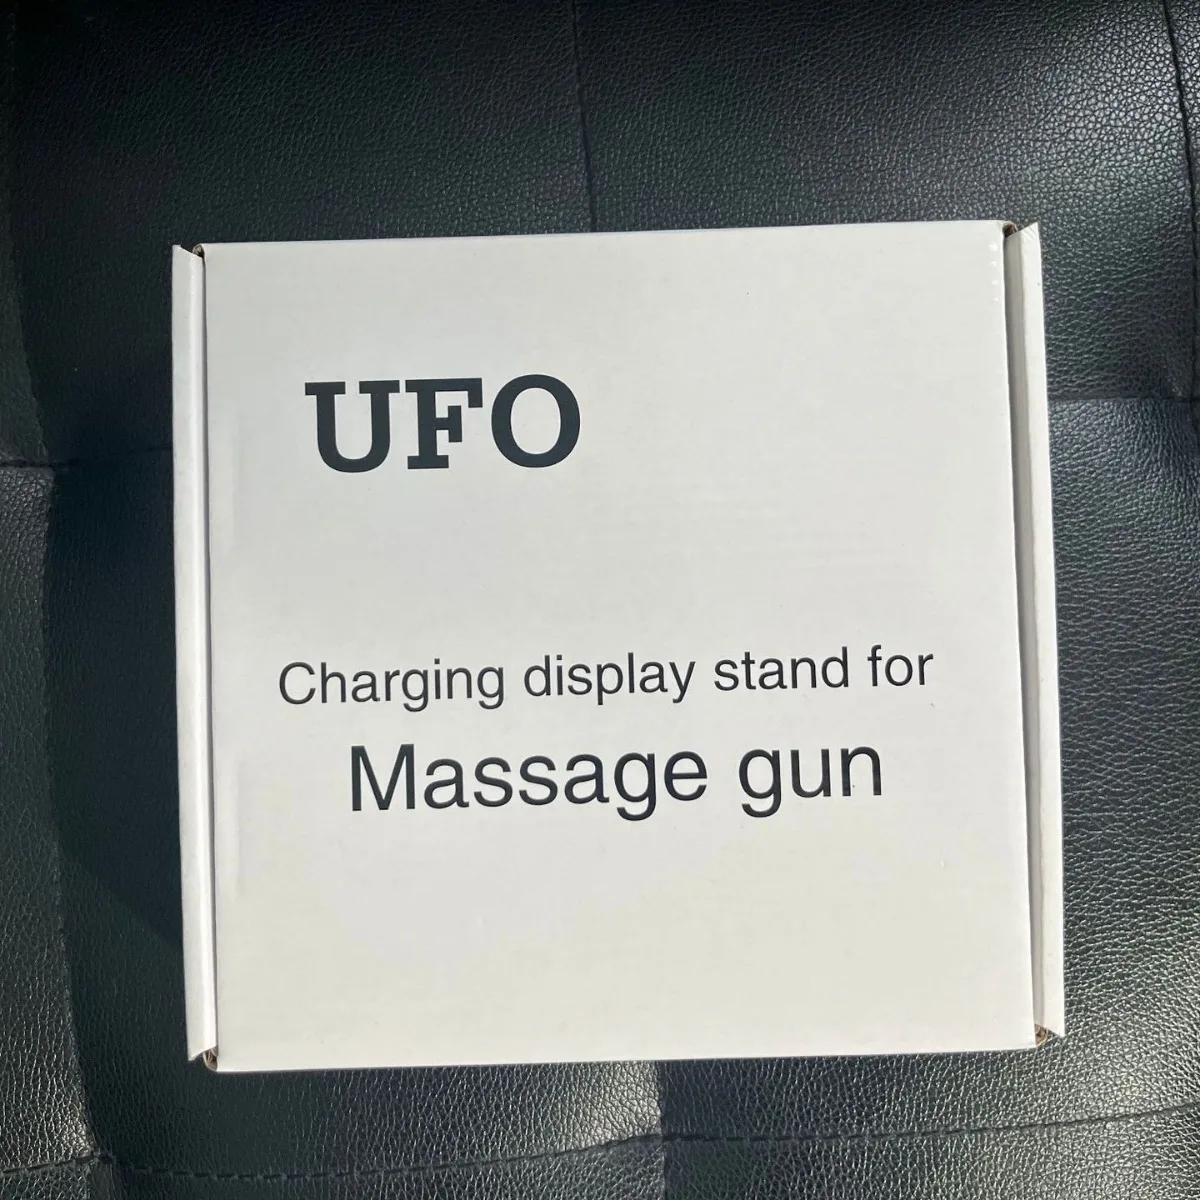 UFO
Charging display stand for
Massage gun